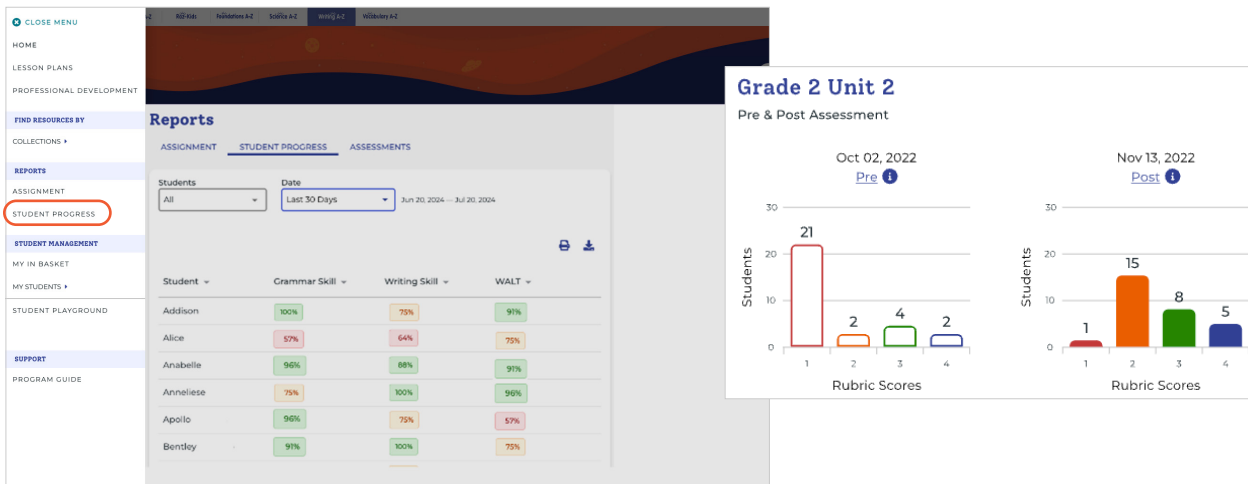 CLOSE MENU
HOME
LESSON PLANS
PROFESSIONAL DEVELOPMENT
FIND RESOURCES BY
COLLECTIONS
REPORTS
ASSIGNMENT
STUDENT PROGRESS
STUDENT MANAGEMENT
MY IN BASKET
MY STUDENTS
STUDENT PLAYGROUND
SUPPORT
PROGRAM GUIDE
-Z Raz-Kids Foundations A-Z Science A-Z Writing A-Z Vocabulary A-Z
Reports
ASSIGNMENT STUDENT PROGRESS ASSESSMENTS
Students Date
All Last 30 Days Jun 20, 2024 — Jul 20, 2024
Student Grammar Skill Writing Skill WALT
Addison 100% 75% 91%
Alice 57% 64% 75%
Anabelle 96% 88% 91%
Anneliese 75% 100% 96%
Apollo 96% 75% 57%
Bentley 91% 100% 75%
Grade 2 Unit 2
Pre & Post Assessment
Oct 02, 2022
Pre
30
20
10
0
Students
21 2 4 2
1 2 3 4
Rubric Scores
Nov 13, 2022
Post
30
20
10
0
Students
1 15 8 5
1 2 3 4
Rubric Scores